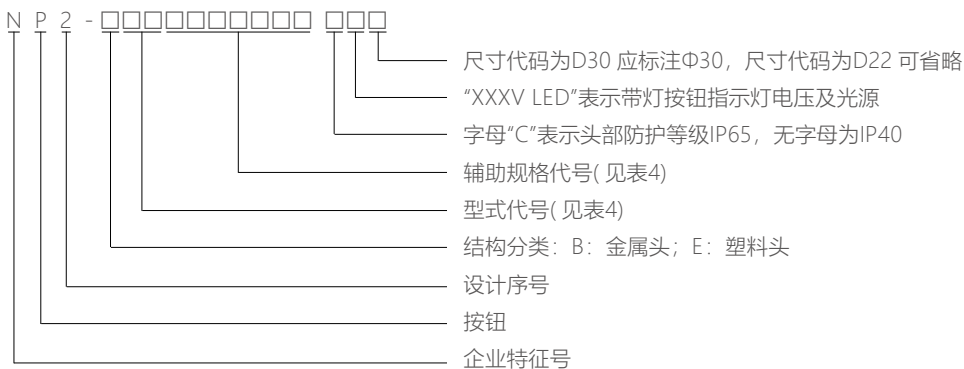 NP2-□□□□□□□□□□ □□□
尺寸代码为D30 应标注Φ30，尺寸代码为D22 可省略
“XXXV LED”表示带灯按钮指示灯电压及光源
字母“C”表示头部防护等级IP65，无字母为IP40
辅助规格代号( 见表4)
型式代号( 见表4)
结构分类：B：金属头；E：塑料头
设计序号
按钮
企业特征号